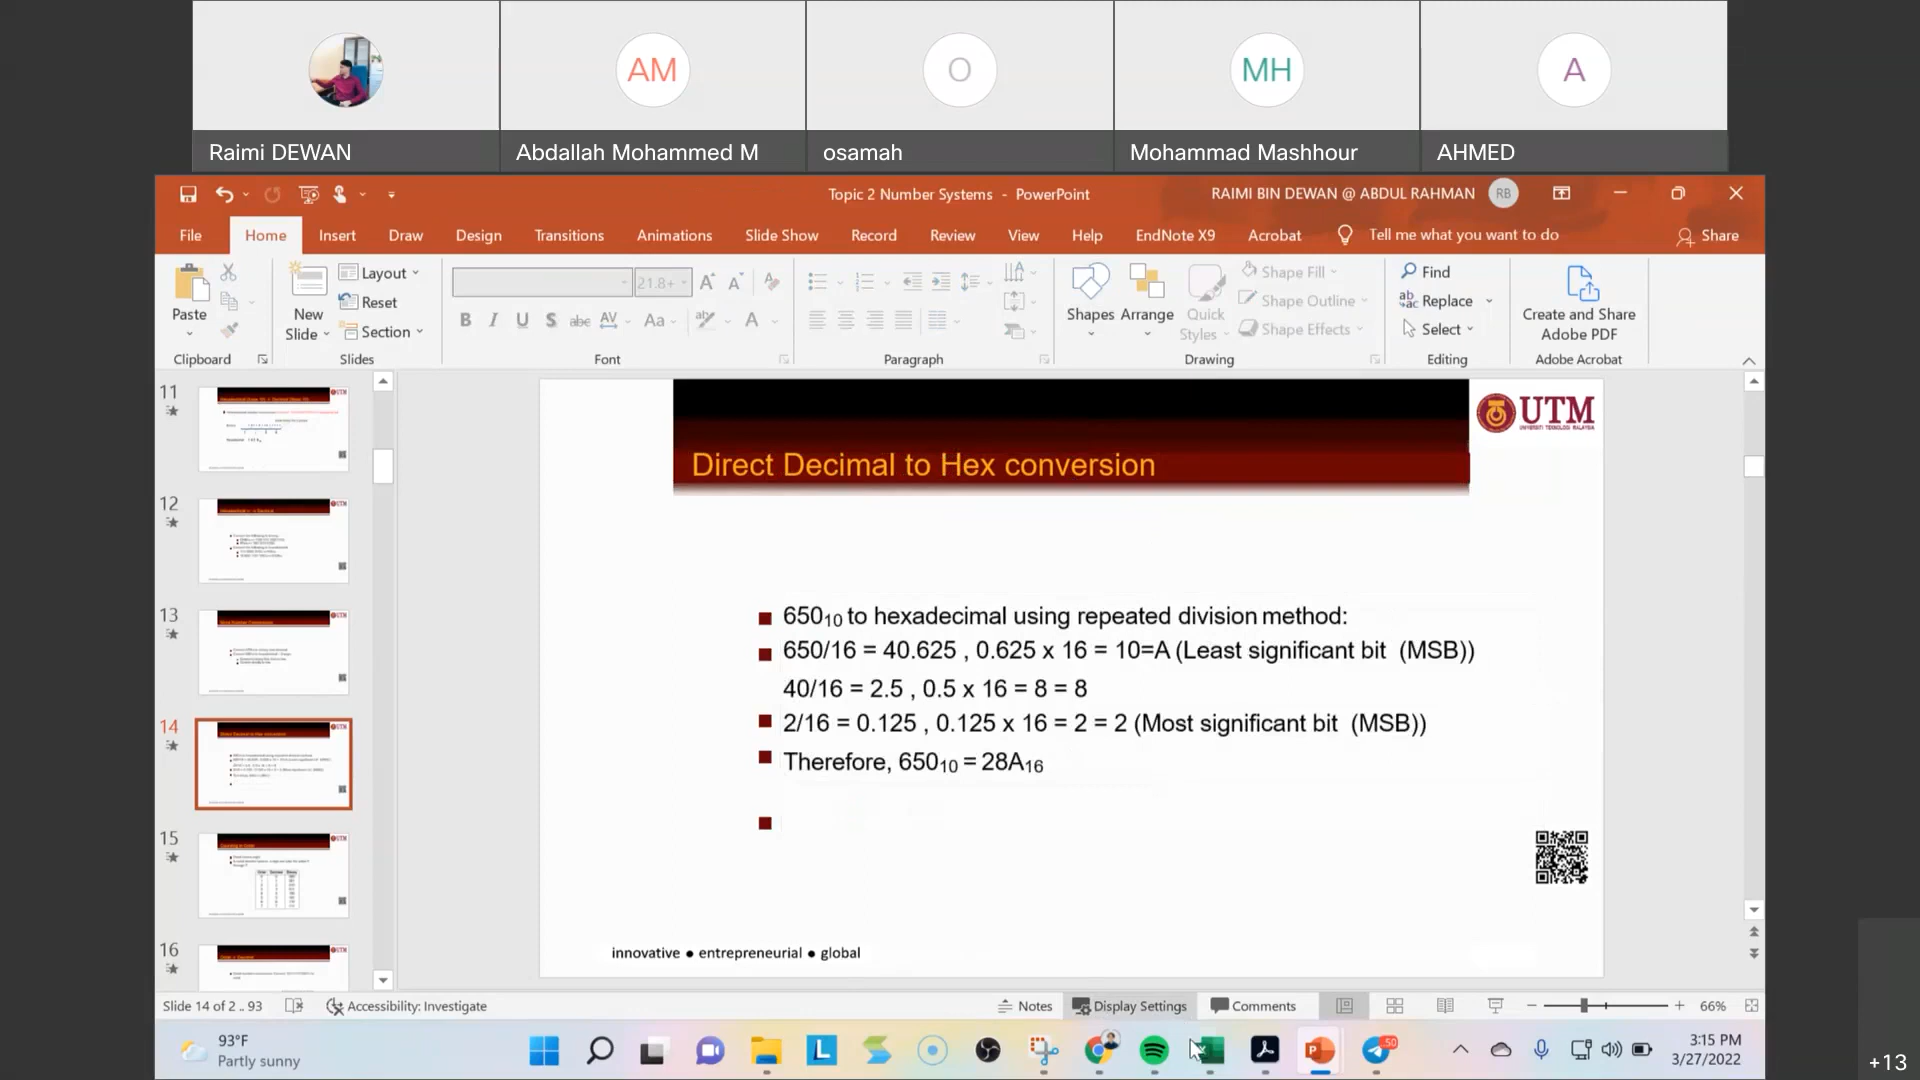 AM
O
MH
A
Raimi DEWAN
Abdallah Mohammed M
osamah
Mohammad Mashhour
AHMED
Topic 2 Number Systems - PowerPoint
RAIMI BIN DEWAN @ ABDUL RAHMAN
RB
File
Home
Insert
Draw
Design
Transitions
Animations
Slide Show
Record
Review
View
Help
EndNote X9
Acrobat
Tell me what you want to do
Share
Paste
Clipboard
New
Slide
Layout
Reset
Section
Slides
21.8+
Font
Paragraph
Shapes
Arrange
Quick
Styles
Shape Fill
Shape Outline
Shape Effects
Drawing
Find
Replace
Select
Editing
Create and Share
Adobe PDF
Adobe Acrobat
11
12
13
14
15
16
UTM
UNIVERSITI TEKNOLOGI MALAYSIA
Direct Decimal to Hex conversion
650₁₀ to hexadecimal using repeated division method:
650/16 = 40.625 , 0.625 x 16 = 10=A (Least significant bit (MSB))
40/16 = 2.5 , 0.5 x 16 = 8 = 8
2/16 = 0.125 , 0.125 x 16 = 2 = 2 (Most significant bit (MSB))
Therefore, 650₁₀ = 28A₁₆
innovative ● entrepreneurial ● global
Slide 14 of 2 .. 93
Accessibility: Investigate
Notes
Display Settings
Comments
66%
93°F
Partly sunny
50
3:15 PM
3/27/2022
+13